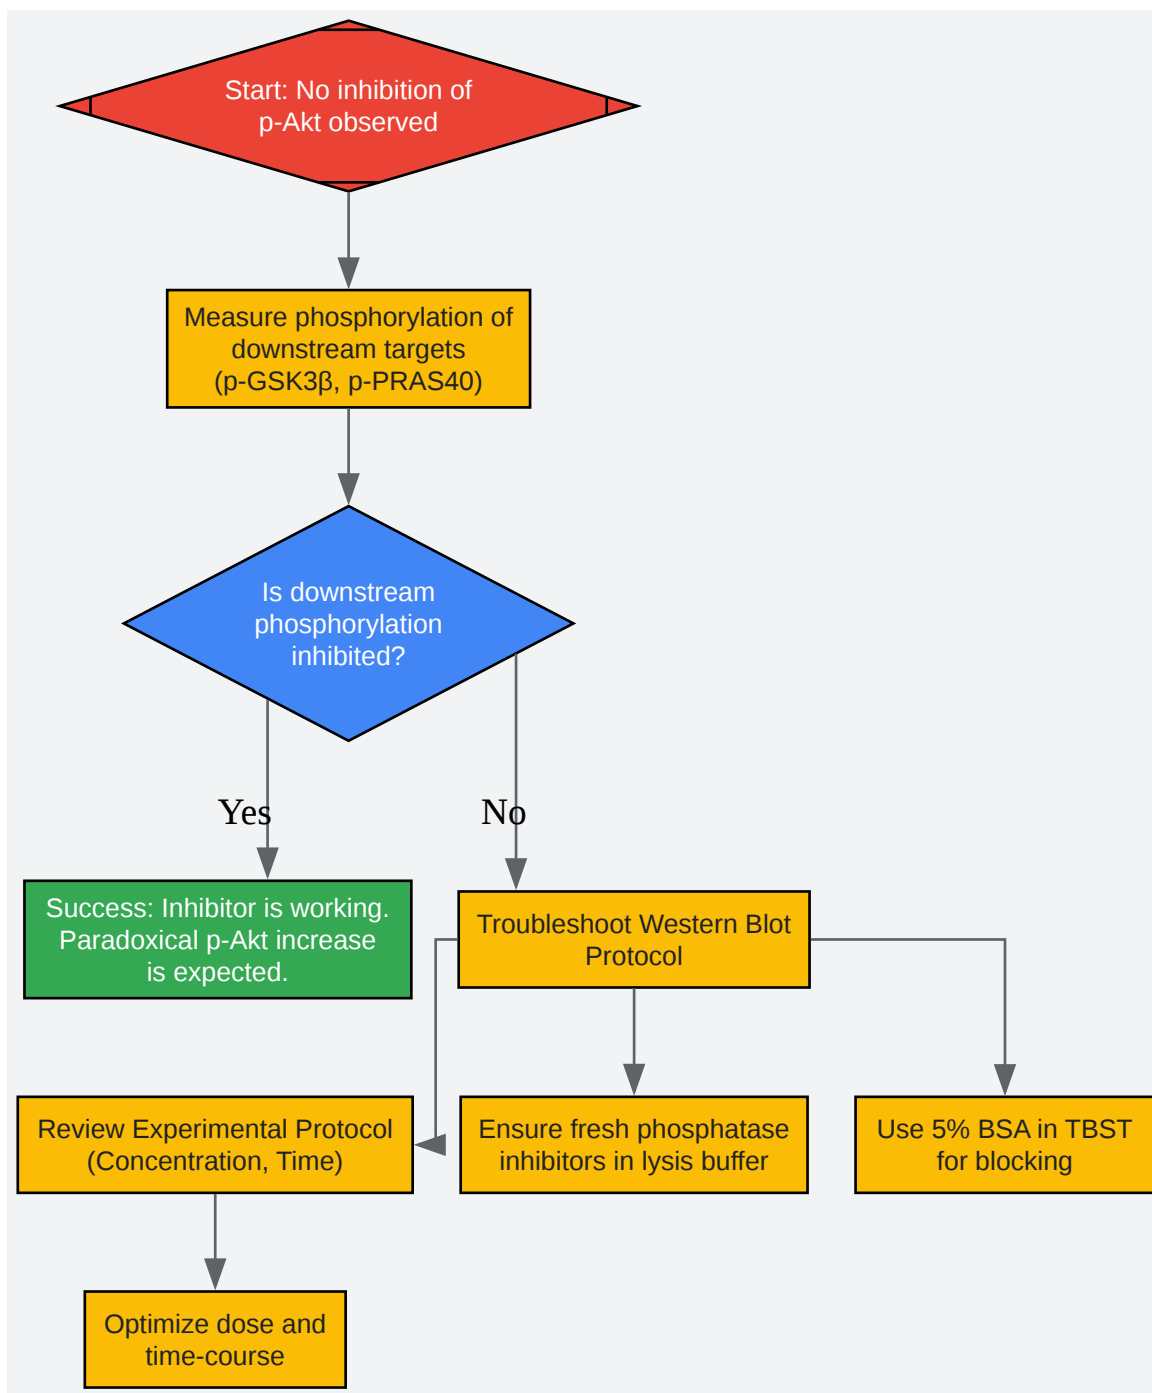 Start: No inhibition of
p-Akt observed
Measure phosphorylation of
downstream targets
(p-GSK3β, p-PRAS40)
Is downstream
phosphorylation
inhibited?
Yes
No
Success: Inhibitor is working.
Paradoxical p-Akt increase
is expected.
Troubleshoot Western Blot
Protocol
Review Experimental Protocol
(Concentration, Time)
Ensure fresh phosphatase
inhibitors in lysis buffer
Use 5% BSA in TBST
for blocking
Optimize dose and
time-course